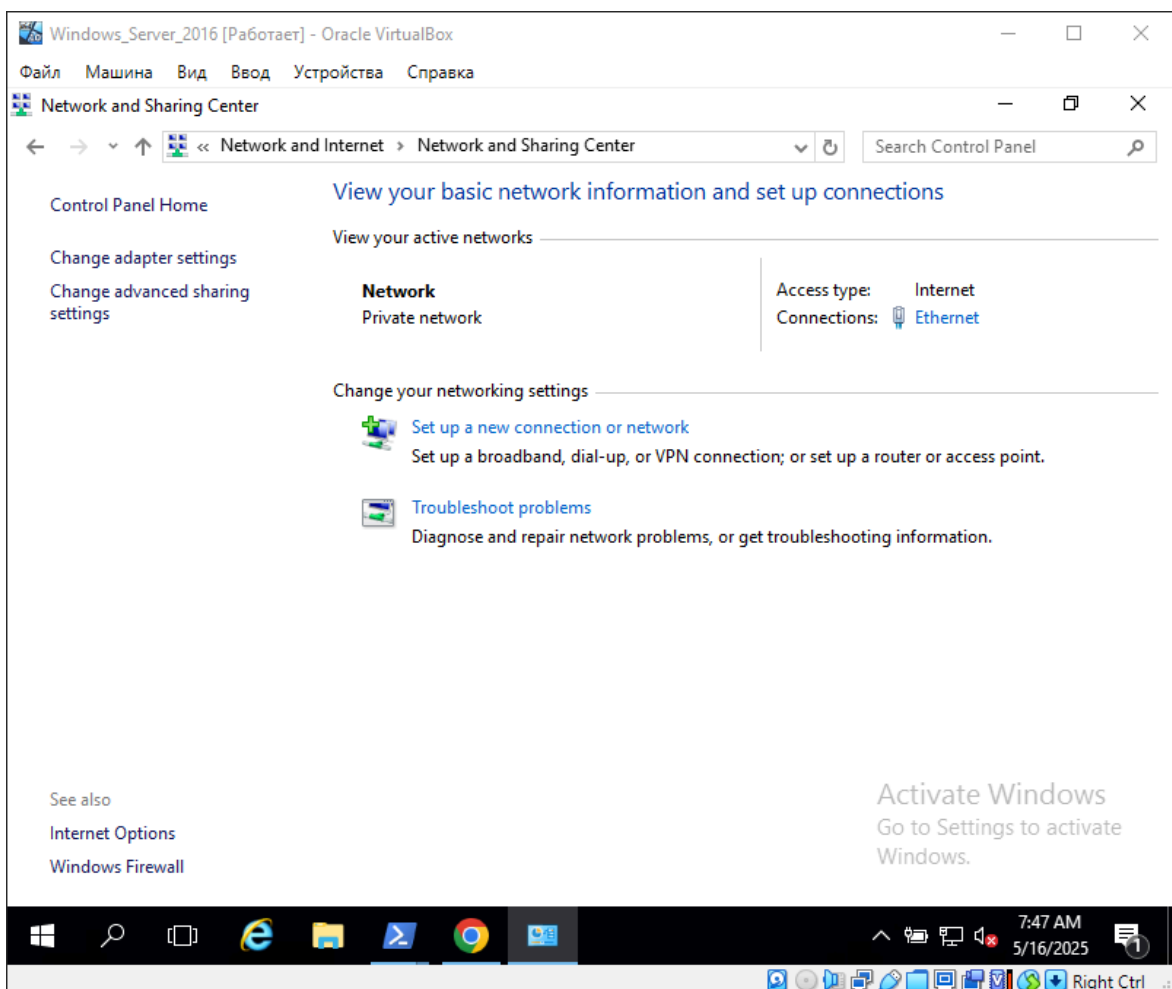 Windows_Server_2016 [Работает] - Oracle VirtualBox
Файл Машина Вид Ввод Устройства Справка
Network and Sharing Center
« Network and Internet › Network and Sharing Center
Search Control Panel
Control Panel Home
Change adapter settings
Change advanced sharing
settings
View your basic network information and set up connections
View your active networks
Network
Private network
Access type: Internet
Connections: Ethernet
Change your networking settings
Set up a new connection or network
Set up a broadband, dial-up, or VPN connection; or set up a router or access point.
Troubleshoot problems
Diagnose and repair network problems, or get troubleshooting information.
See also
Internet Options
Windows Firewall
Activate Windows
Go to Settings to activate
Windows.
7:47 AM
5/16/2025
1
Right Ctrl